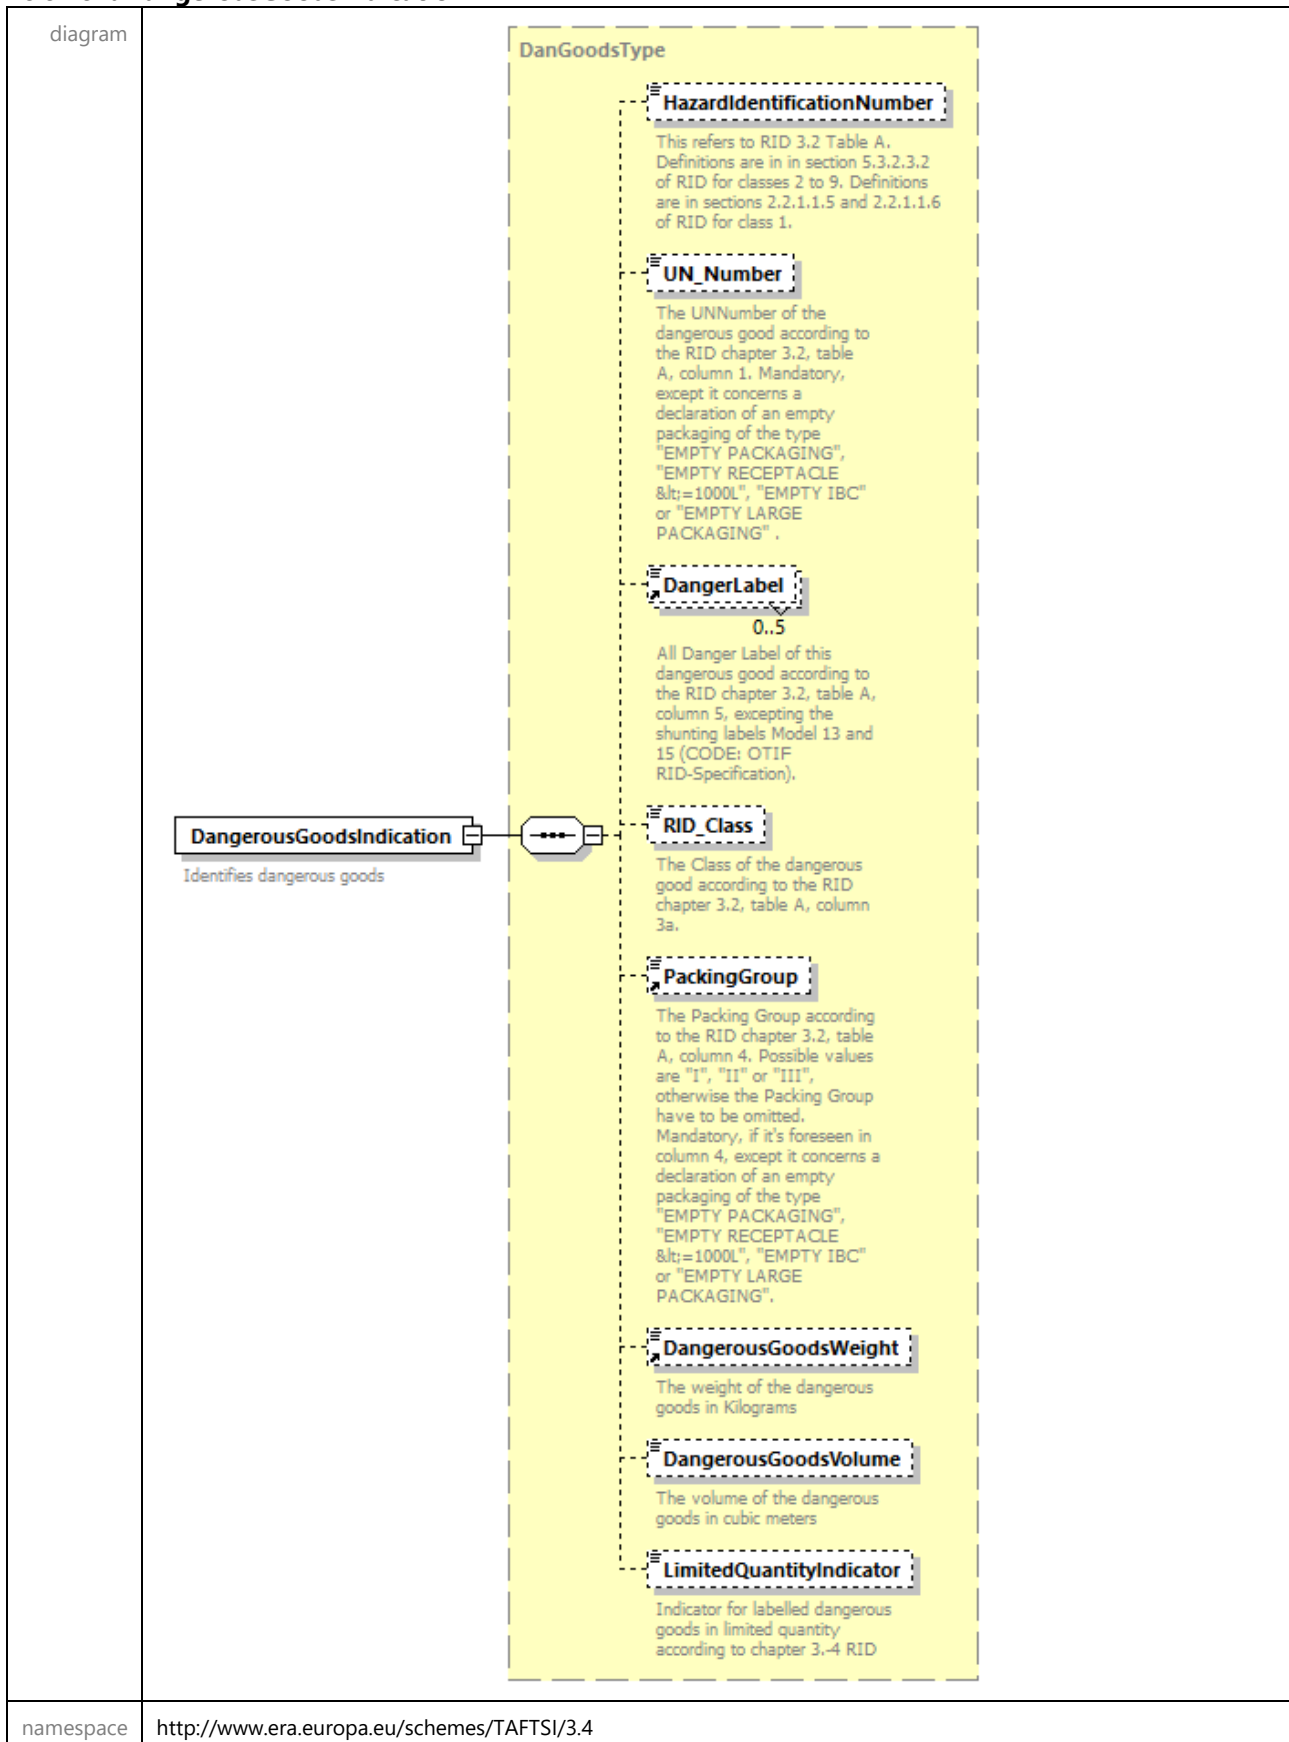 diagram
DanGoodsType
HazardIdentificationNumber
This refers to RID 3.2 Table A.
Definitions are in in section 5.3.2.3.2
of RID for classes 2 to 9. Definitions
are in sections 2.2.1.1.5 and 2.2.1.1.6
of RID for class 1.
UN_Number
The UNNumber of the
dangerous good according to
the RID chapter 3.2, table
A, column 1. Mandatory,
except it concerns a
declaration of an empty
packaging of the type
"EMPTY PACKAGING",
"EMPTY RECEPTACLE
&lt;=1000L", "EMPTY IBC"
or "EMPTY LARGE
PACKAGING" .
DangerLabel
0..5
All Danger Label of this
dangerous good according to
the RID chapter 3.2, table A,
column 5, excepting the
shunting labels Model 13 and
15 (CODE: OTIF
RID-Specification).
DangerousGoodsIndication
Identifies dangerous goods
RID_Class
The Class of the dangerous
good according to the RID
chapter 3.2, table A, column
3a.
PackingGroup
The Packing Group according
to the RID chapter 3.2, table
A, column 4. Possible values
are "I", "II" or "III",
otherwise the Packing Group
have to be omitted.
Mandatory, if it's foreseen in
column 4, except it concerns a
declaration of an empty
packaging of the type
"EMPTY PACKAGING",
"EMPTY RECEPTACLE
&lt;=1000L", "EMPTY IBC"
or "EMPTY LARGE
PACKAGING".
DangerousGoodsWeight
The weight of the dangerous
goods in Kilograms
DangerousGoodsVolume
The volume of the dangerous
goods in cubic meters
LimitedQuantityIndicator
Indicator for labelled dangerous
goods in limited quantity
according to chapter 3.-4 RID
namespace
http://www.era.europa.eu/schemes/TAFTSI/3.4